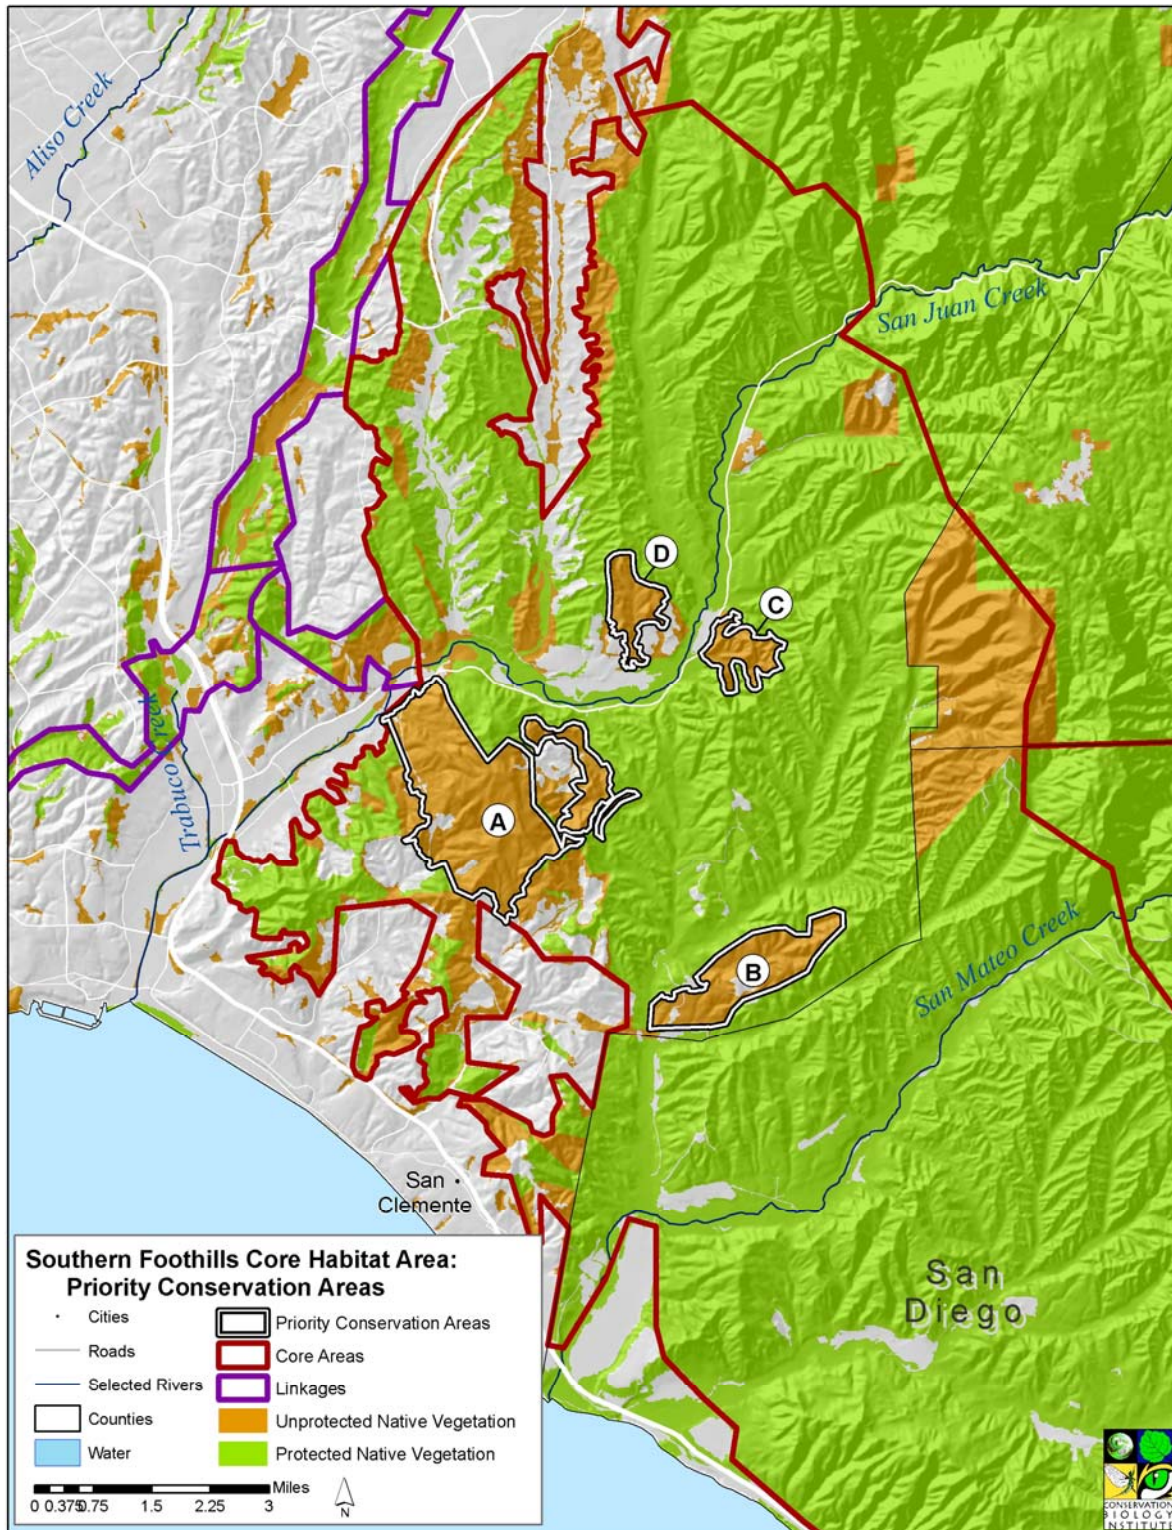 Aliso Creek
San Juan Creek
D
C
Trabuco reek
A
B
San Mateo Creek
San
Clemente
San
Diego
Southern Foothills Core Habitat Area:
Priority Conservation Areas
Cities
Roads
Selected Rivers
Counties
Water
Priority Conservation Areas
Core Areas
Linkages
Unprotected Native Vegetation
Protected Native Vegetation
Miles
0 0.375 0.75 1.5 2.25 3
N
CONSERVATION
BIOLOGY
INSTITUTE